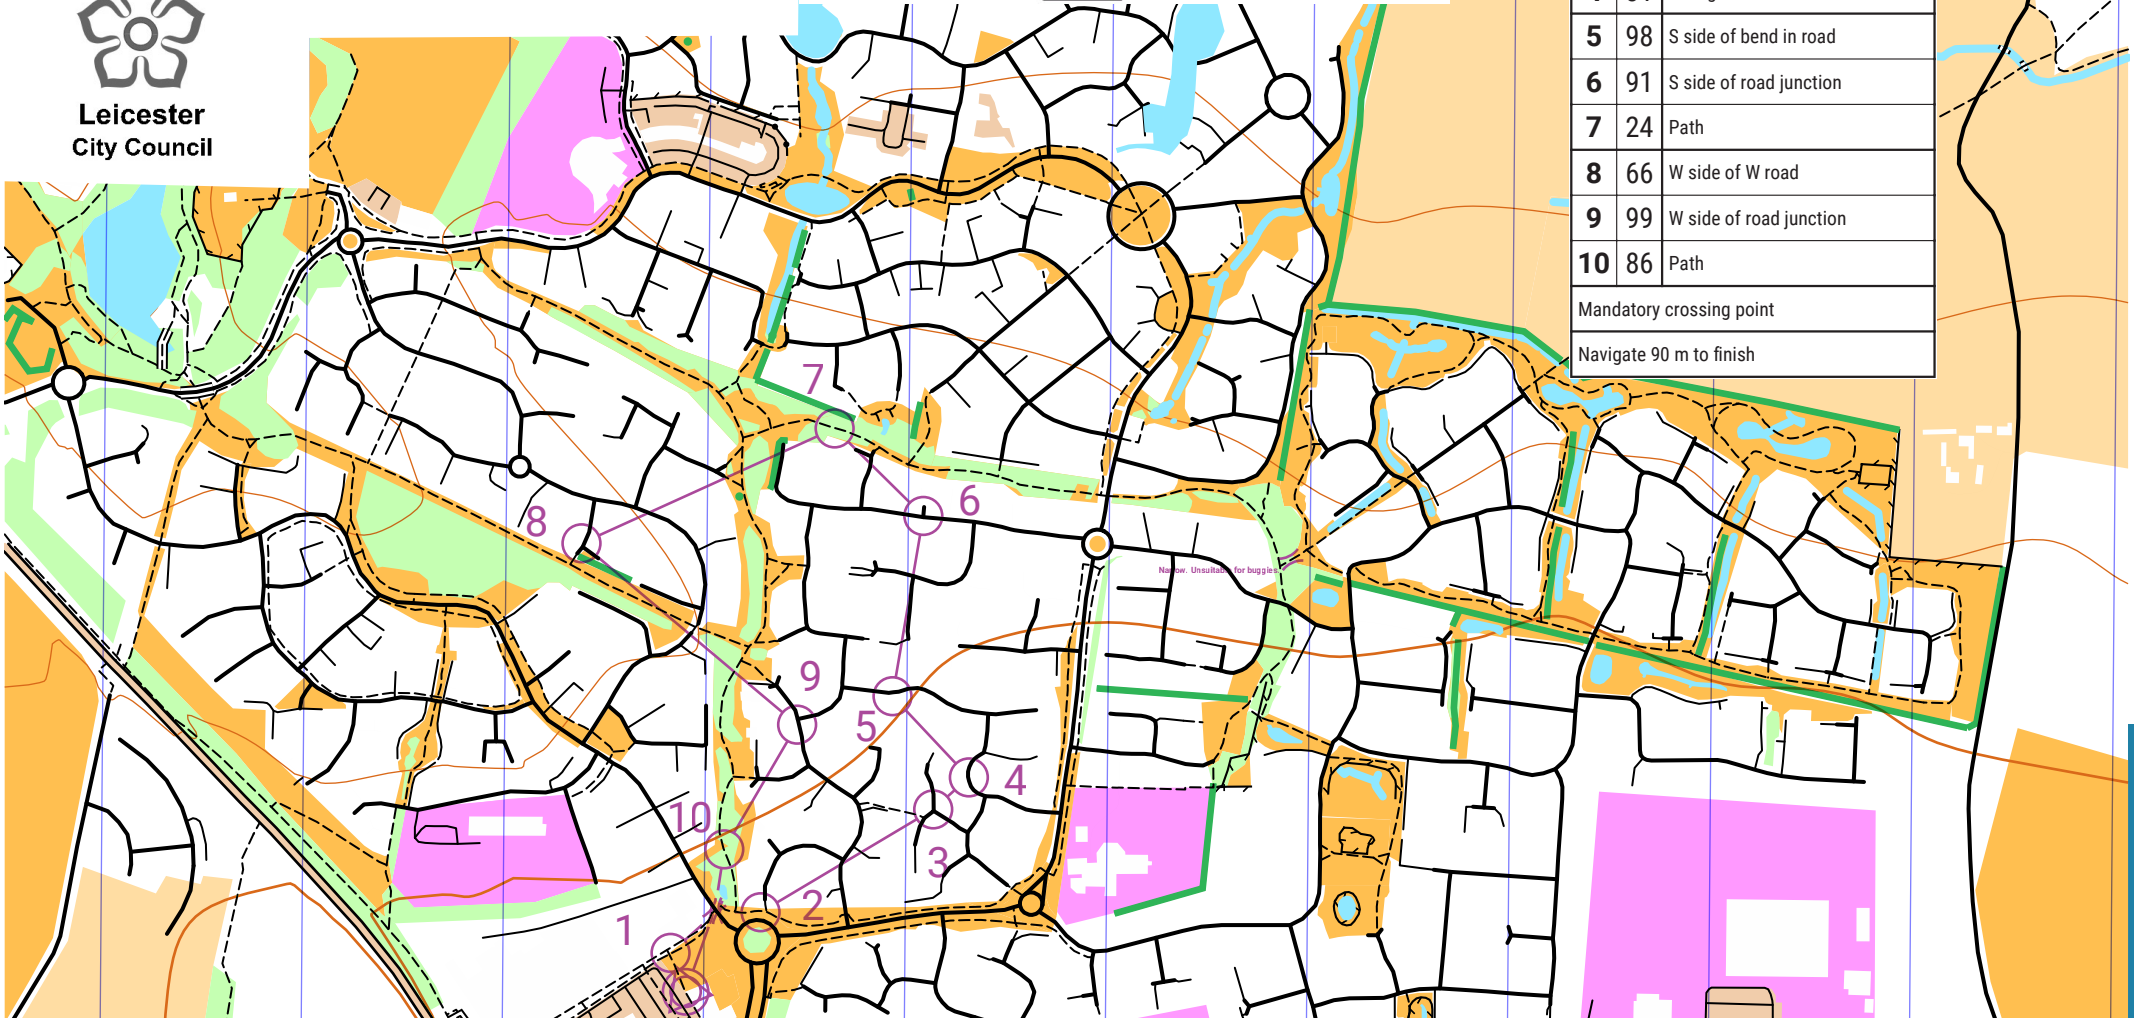 Leicester
City Council
5 98 S side of bend in road
6 91 S side of road junction
7 24 Path
8 66 W side of W road
9 99 W side of road junction
10 86 Path
Mandatory crossing point
Navigate 90 m to finish
7
6
8
Narrow. Unsuitable for buggies.
9
5
4
10
3
2
1